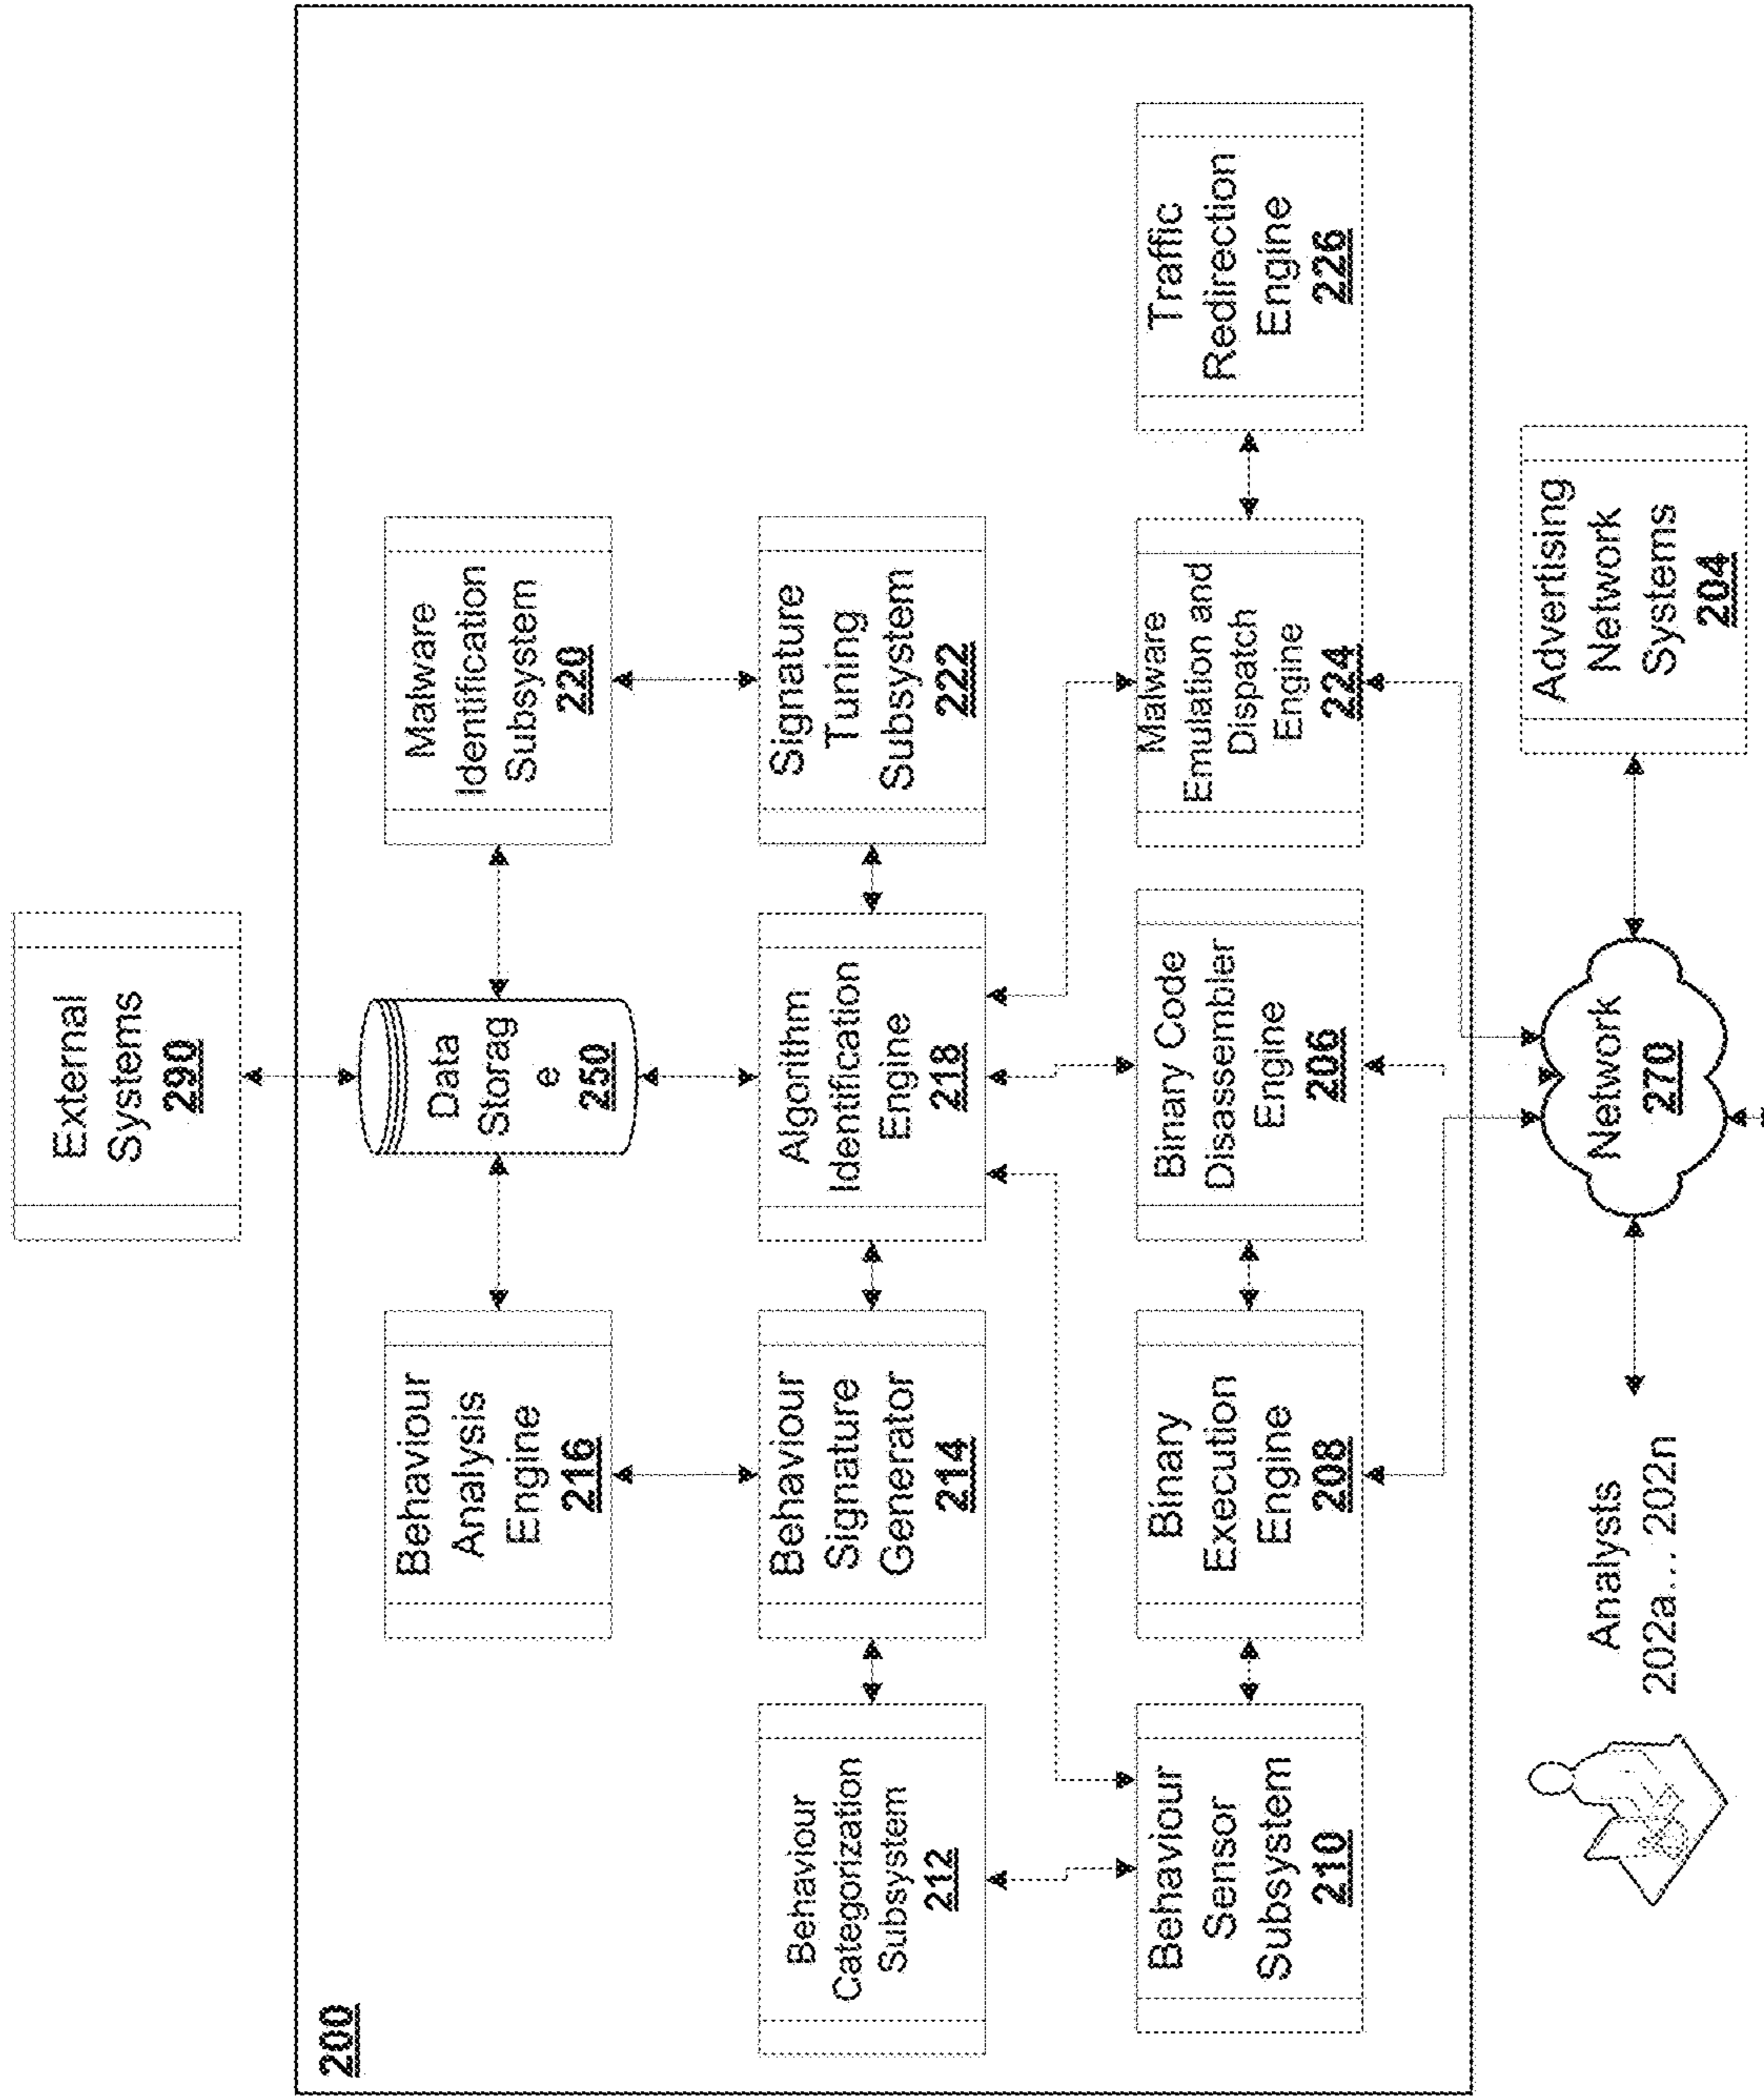 External
Systems
290
200
Behaviour
Analysis
Engine
216
Data
Storag
e
250
Malware
Identification
Subsystem
220
Behaviour
Categorization
Subsystem
212
Behaviour
Signature
Generator
214
Algorithm
Identification
Engine
218
Signature
Tuning
Subsystem
222
Behaviour
Sensor
Subsystem
210
Binary
Execution
Engine
208
Binary Code
Disassembler
Engine
206
Malware
Emulation and
Dispatch
Engine
224
Traffic
Redirection
Engine
226
Analysts
202a... 202n
Network
270
Advertising
Network
Systems
204